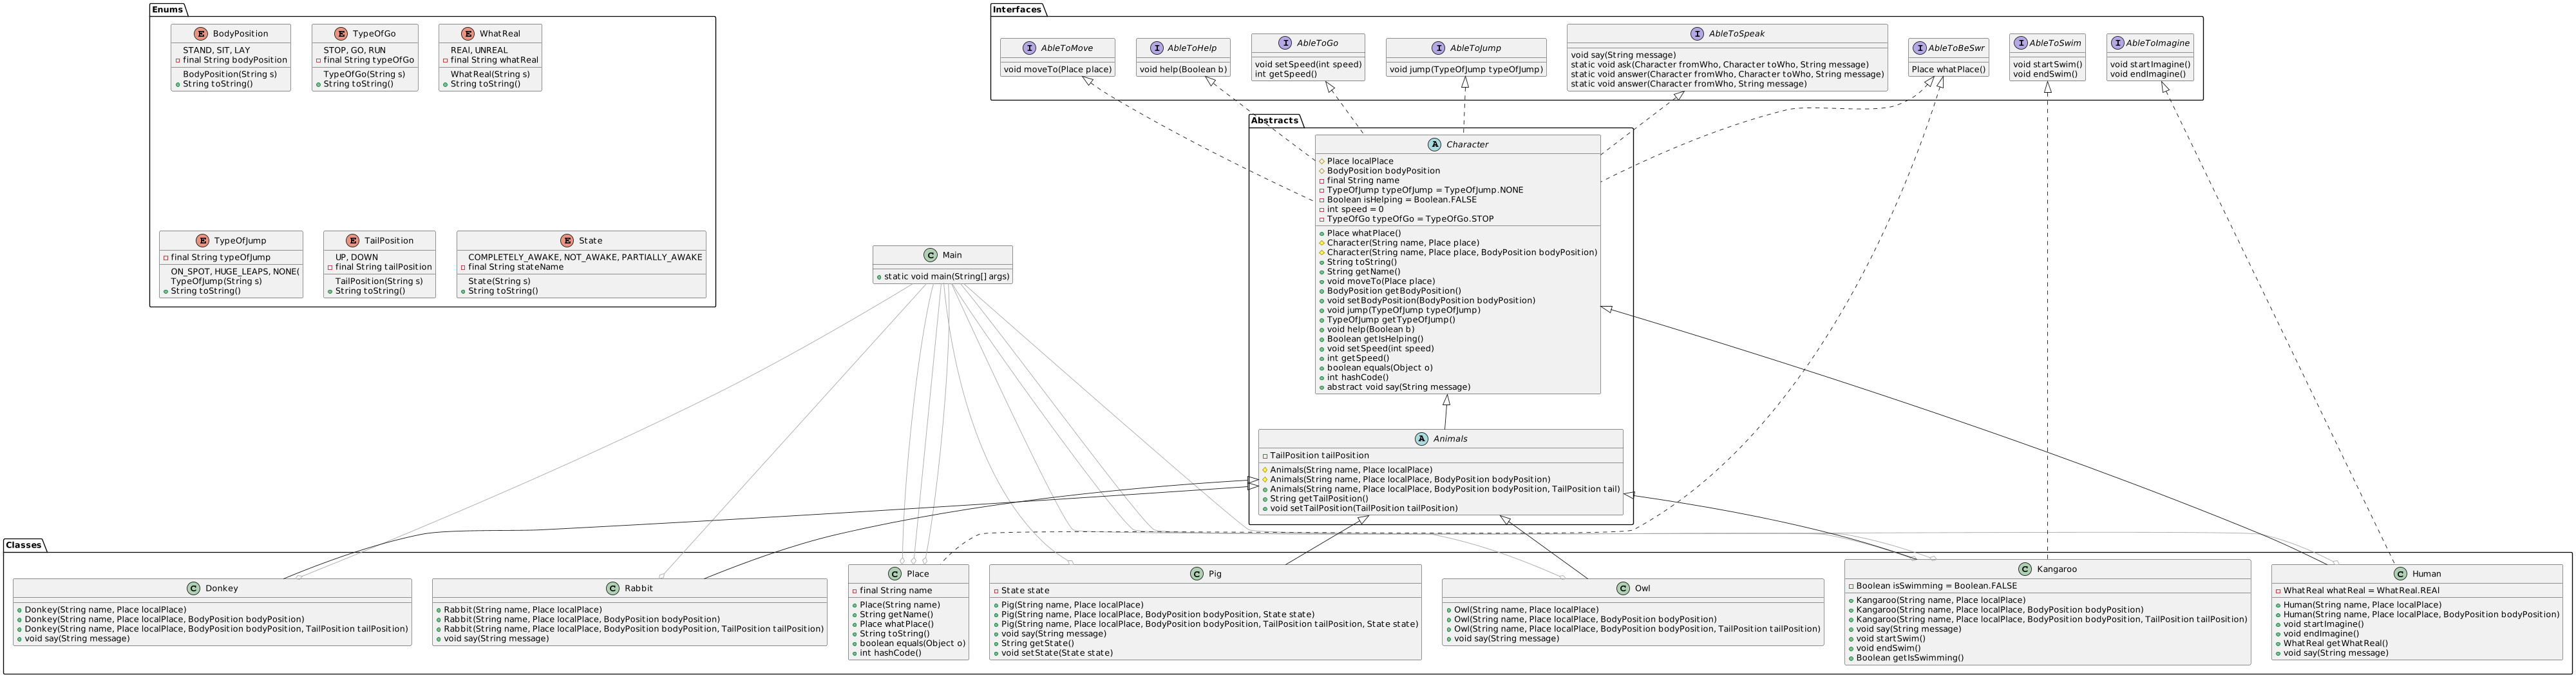 Enums
E BodyPosition
STAND, SIT, LAY
final String bodyPosition
BodyPosition(String s)
String toString()
E TypeOfGo
STOP, GO, RUN
final String typeOfGo
TypeOfGo(String s)
String toString()
E WhatReal
REAl, UNREAL
final String whatReal
WhatReal(String s)
String toString()
E TypeOfJump
final String typeOfJump
ON_SPOT, HUGE_LEAPS, NONE(
TypeOfJump(String s)
String toString()
E TailPosition
UP, DOWN
final String tailPosition
TailPosition(String s)
String toString()
E State
COMPLETELY_AWAKE, NOT_AWAKE, PARTIALLY_AWAKE
final String stateName
State(String s)
String toString()
Interfaces
I AbleToMove
void moveTo(Place place)
I AbleToHelp
void help(Boolean b)
I AbleToGo
void setSpeed(int speed)
int getSpeed()
I AbleToJump
void jump(TypeOfJump typeOfJump)
I AbleToSpeak
void say(String message)
static void ask(Character fromWho, Character toWho, String message)
static void answer(Character fromWho, Character toWho, String message)
static void answer(Character fromWho, String message)
I AbleToBeSwr
Place whatPlace()
I AbleToSwim
void startSwim()
void endSwim()
I AbleToImagine
void startImagine()
void endImagine()
Abstracts
A Character
Place localPlace
BodyPosition bodyPosition
final String name
TypeOfJump typeOfJump = TypeOfJump.NONE
Boolean isHelping = Boolean.FALSE
int speed = 0
TypeOfGo typeOfGo = TypeOfGo.STOP
Place whatPlace()
Character(String name, Place place)
Character(String name, Place place, BodyPosition bodyPosition)
String toString()
String getName()
void moveTo(Place place)
BodyPosition getBodyPosition()
void setBodyPosition(BodyPosition bodyPosition)
void jump(TypeOfJump typeOfJump)
TypeOfJump getTypeOfJump()
void help(Boolean b)
Boolean getIsHelping()
void setSpeed(int speed)
int getSpeed()
boolean equals(Object o)
int hashCode()
abstract void say(String message)
C Main
static void main(String[] args)
A Animals
TailPosition tailPosition
Animals(String name, Place localPlace)
Animals(String name, Place localPlace, BodyPosition bodyPosition)
Animals(String name, Place localPlace, BodyPosition bodyPosition, TailPosition tail)
String getTailPosition()
void setTailPosition(TailPosition tailPosition)
Classes
C Donkey
Donkey(String name, Place localPlace)
Donkey(String name, Place localPlace, BodyPosition bodyPosition)
Donkey(String name, Place localPlace, BodyPosition bodyPosition, TailPosition tailPosition)
void say(String message)
C Rabbit
Rabbit(String name, Place localPlace)
Rabbit(String name, Place localPlace, BodyPosition bodyPosition)
Rabbit(String name, Place localPlace, BodyPosition bodyPosition, TailPosition tailPosition)
void say(String message)
C Place
final String name
Place(String name)
String getName()
Place whatPlace()
String toString()
boolean equals(Object o)
int hashCode()
C Pig
State state
Pig(String name, Place localPlace)
Pig(String name, Place localPlace, BodyPosition bodyPosition, State state)
Pig(String name, Place localPlace, BodyPosition bodyPosition, TailPosition tailPosition, State state)
void say(String message)
String getState()
void setState(State state)
C Owl
Owl(String name, Place localPlace)
Owl(String name, Place localPlace, BodyPosition bodyPosition)
Owl(String name, Place localPlace, BodyPosition bodyPosition, TailPosition tailPosition)
void say(String message)
C Kangaroo
Boolean isSwimming = Boolean.FALSE
Kangaroo(String name, Place localPlace)
Kangaroo(String name, Place localPlace, BodyPosition bodyPosition)
Kangaroo(String name, Place localPlace, BodyPosition bodyPosition, TailPosition tailPosition)
void say(String message)
void startSwim()
void endSwim()
Boolean getIsSwimming()
C Human
WhatReal whatReal = WhatReal.REAl
Human(String name, Place localPlace)
Human(String name, Place localPlace, BodyPosition bodyPosition)
void startImagine()
void endImagine()
WhatReal getWhatReal()
void say(String message)